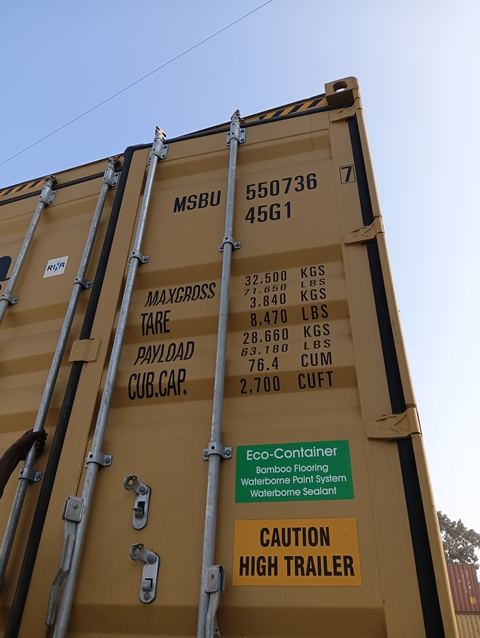 MSBU 550736 7
45G1
RINA
MAXGROSS 32,500 KGS
71,650 LBS
TARE 3,840 KGS
8,470 LBS
PAYLOAD 28,660 KGS
63,180 LBS
CUB.CAP. 76.4 CUM
2,700 CUFT
Eco-Container
Bamboo Flooring
Waterborne Paint System
Waterborne Sealant
CAUTION
HIGH TRAILER